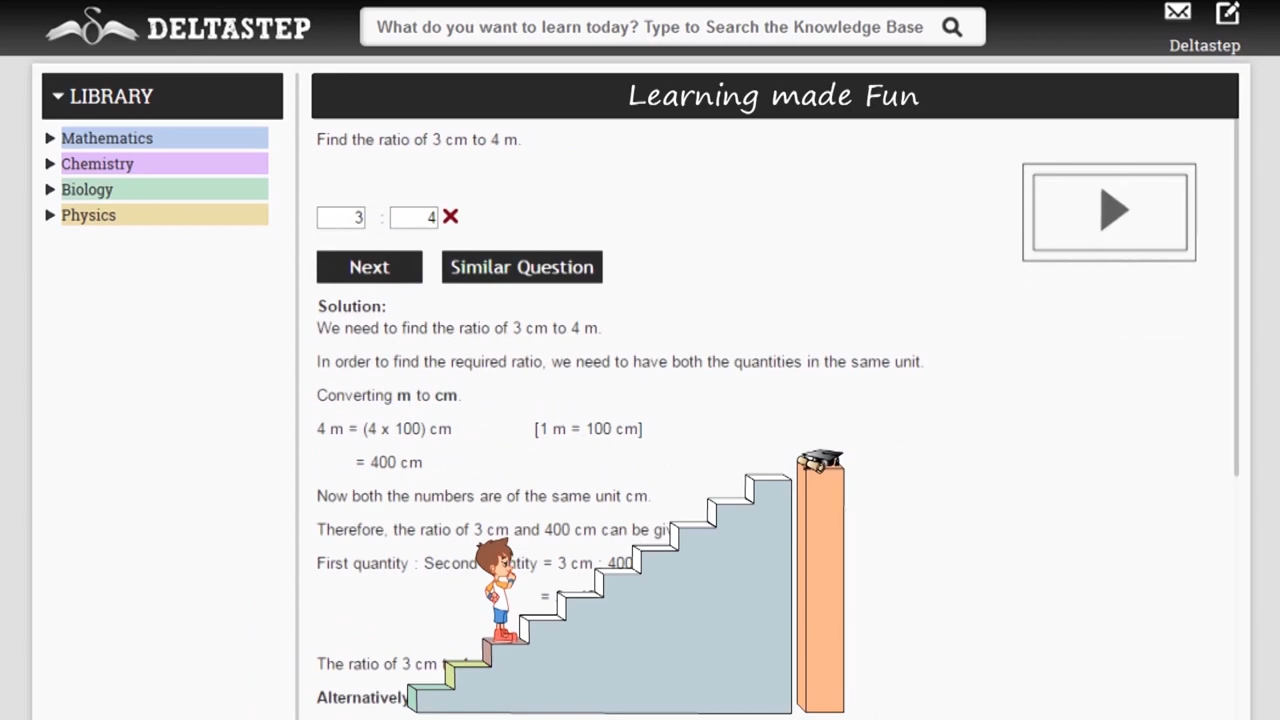 DELTASTEP
What do you want to learn today? Type to Search the Knowledge Base
Deltastep
LIBRARY
Mathematics
Chemistry
Biology
Physics
Learning made Fun
Find the ratio of 3 cm to 4 m.
3 : 4
Next
Similar Question
Solution:
We need to find the ratio of 3 cm to 4 m.
In order to find the required ratio, we need to have both the quantities in the same unit.
Converting m to cm.
4 m = (4 x 100) cm [1 m = 100 cm]
= 400 cm
Now both the numbers are of the same unit cm.
Therefore, the ratio of 3 cm and 400 cm can be
First quantity : Second = 3 cm : 400
=
The ratio of 3 cm
Alternatively